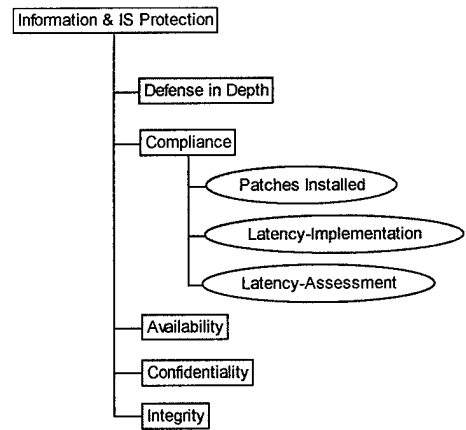 Information & IS Protection
Defense in Depth
Compliance
Patches Installed
Latency-Implementation
Latency-Assessment
Availability
Confidentiality
Integrity